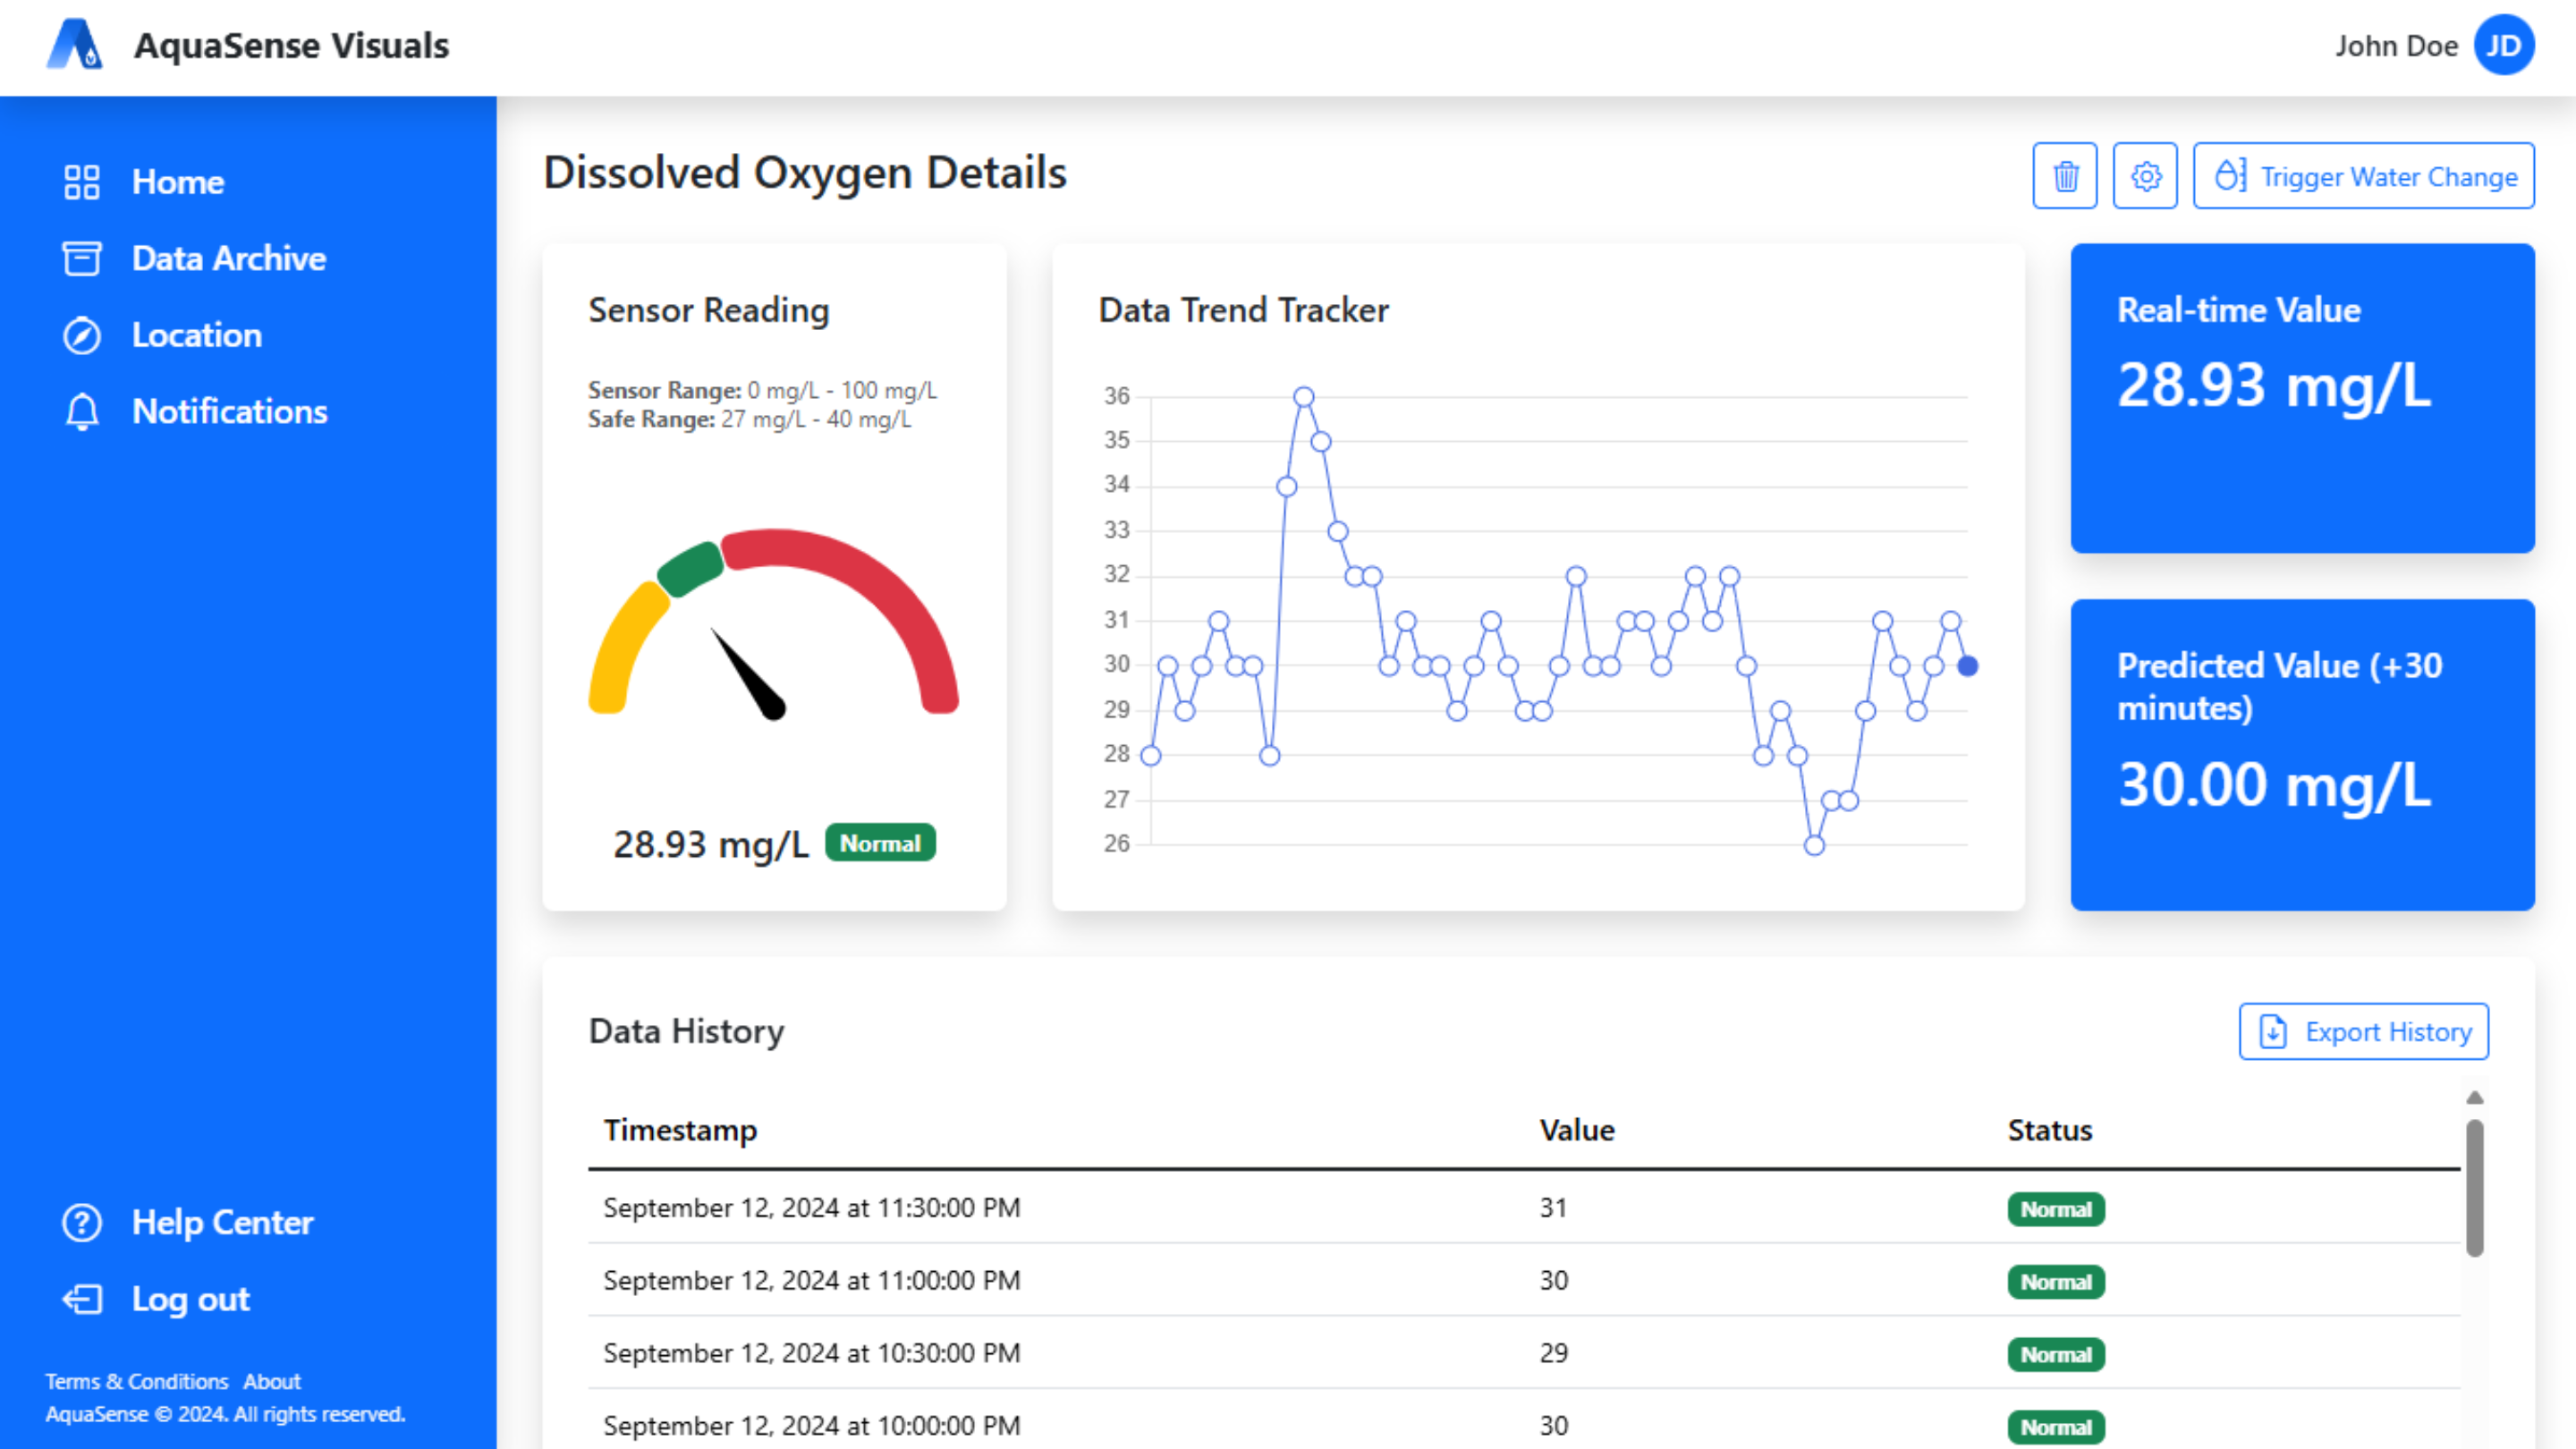 AquaSense Visuals
John Doe JD
Home
Data Archive
Location
Notifications
Help Center
Log out
Terms & Conditions About
AquaSense © 2024. All rights reserved.
Dissolved Oxygen Details
Trigger Water Change
Sensor Reading
Sensor Range: 0 mg/L - 100 mg/L
Safe Range: 27 mg/L - 40 mg/L
28.93 mg/L Normal
Data Trend Tracker
36
35
34
33
32
31
30
29
28
27
26
Real-time Value
28.93 mg/L
Predicted Value (+30
minutes)
30.00 mg/L
Data History
Export History
Timestamp Value Status
September 12, 2024 at 11:30:00 PM 31 Normal
September 12, 2024 at 11:00:00 PM 30 Normal
September 12, 2024 at 10:30:00 PM 29 Normal
September 12, 2024 at 10:00:00 PM 30 Normal